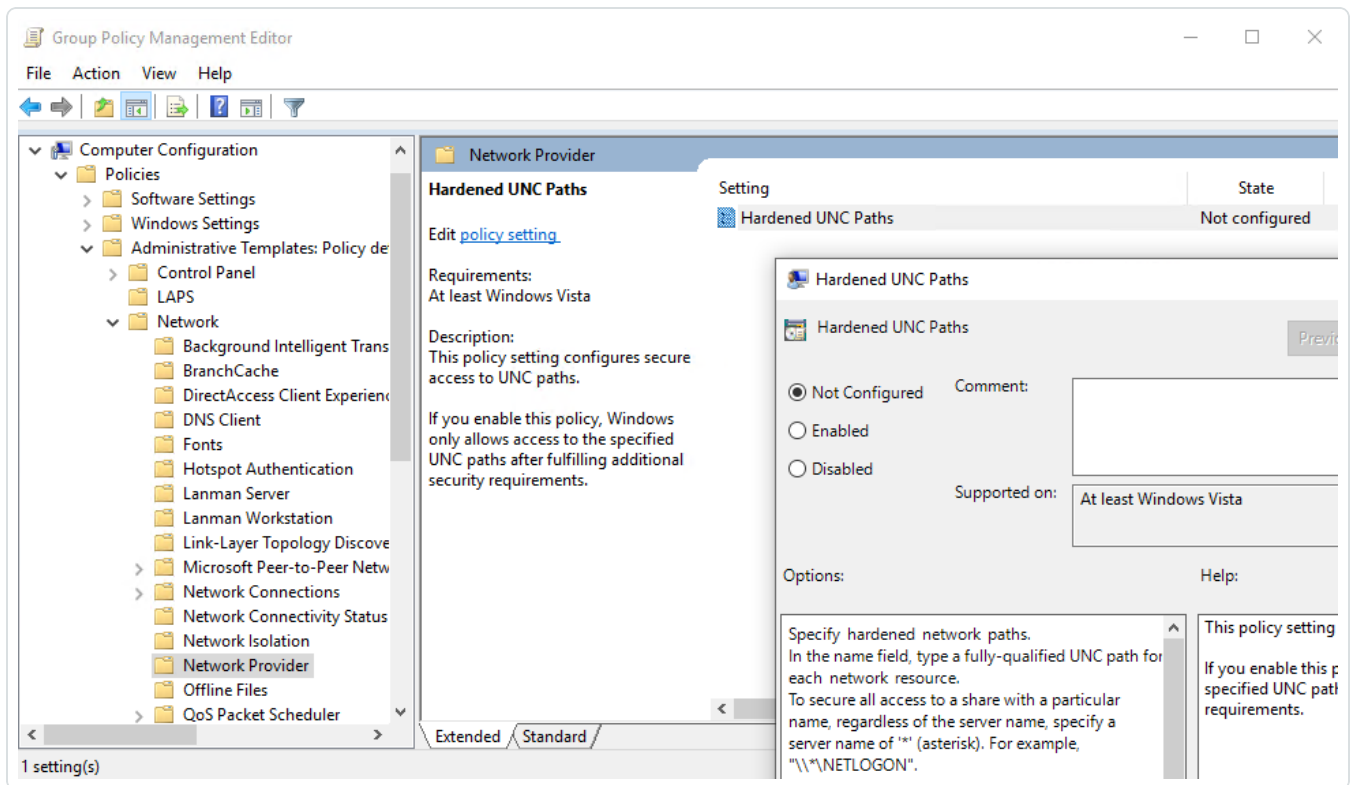 Group Policy Management Editor
File Action View Help
Computer Configuration
Policies
Software Settings
Windows Settings
Administrative Templates: Policy de
Control Panel
LAPS
Network
Background Intelligent Trans
BranchCache
DirectAccess Client Experien
DNS Client
Fonts
Hotspot Authentication
Lanman Server
Lanman Workstation
Link-Layer Topology Discove
Microsoft Peer-to-Peer Netw
Network Connections
Network Connectivity Status
Network Isolation
Network Provider
Offline Files
QoS Packet Scheduler
1 setting(s)
Network Provider
Hardened UNC Paths
Edit policy setting
Requirements:
At least Windows Vista
Description:
This policy setting configures secure
access to UNC paths.
If you enable this policy, Windows
only allows access to the specified
UNC paths after fulfilling additional
security requirements.
Extended Standard
Setting State
Hardened UNC Paths Not configured
Hardened UNC Paths
Hardened UNC Paths
Previ
Not Configured
Enabled
Disabled
Comment:
Supported on:
At least Windows Vista
Options:
Help:
Specify hardened network paths.
In the name field, type a fully-qualified UNC path for
each network resource.
To secure all access to a share with a particular
name, regardless of the server name, specify a
server name of '*' (asterisk). For example,
"\\*\NETLOGON".
This policy setting
If you enable this p
specified UNC path
requirements.